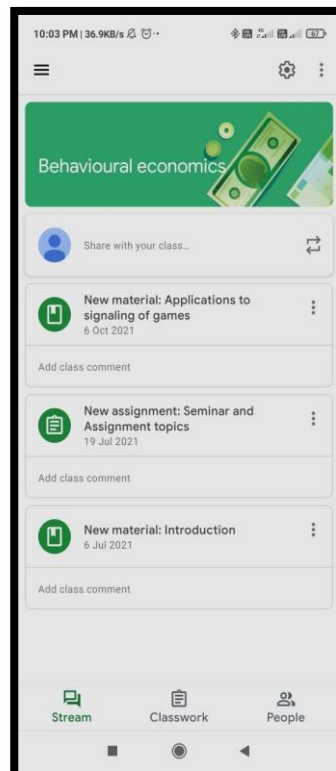 10:03 PM | 36.9KB/s
67
Behavioural economics
Share with your class...
New material: Applications to
signaling of games
6 Oct 2021
Add class comment
New assignment: Seminar and
Assignment topics
19 Jul 2021
Add class comment
New material: Introduction
6 Jul 2021
Add class comment
Stream
Classwork
People